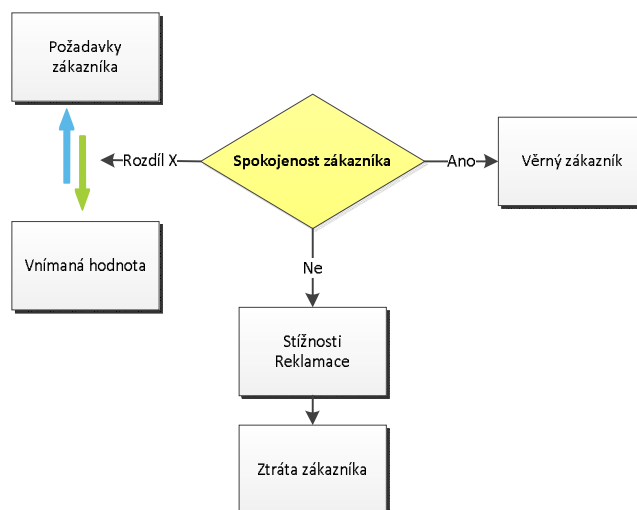 Požadavky
zákazníka
Rozdíl X
Spokojenost zákazníka
Ano
Věrný zákazník
Vnímaná hodnota
Ne
Stížnosti
Reklamace
Ztráta zákazníka